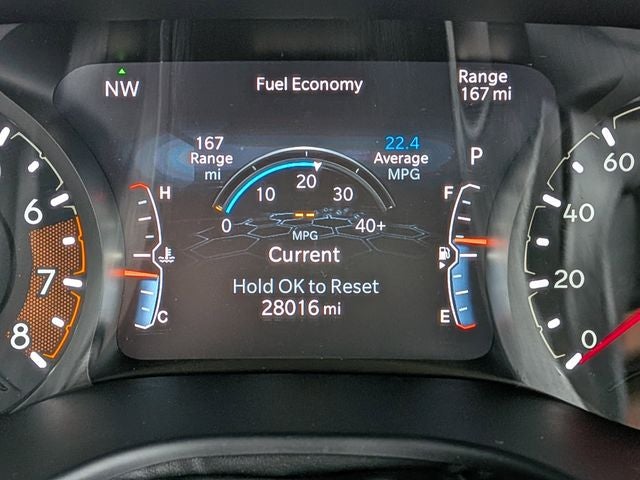 NW
Fuel Economy
Range
167 mi
167
Range
mi
22.4
Average
MPG
P
0 10 20 30 40+
--
MPG
Current
Hold OK to Reset
28016 mi
H
C
F
E
6
7
8
60
40
20
0